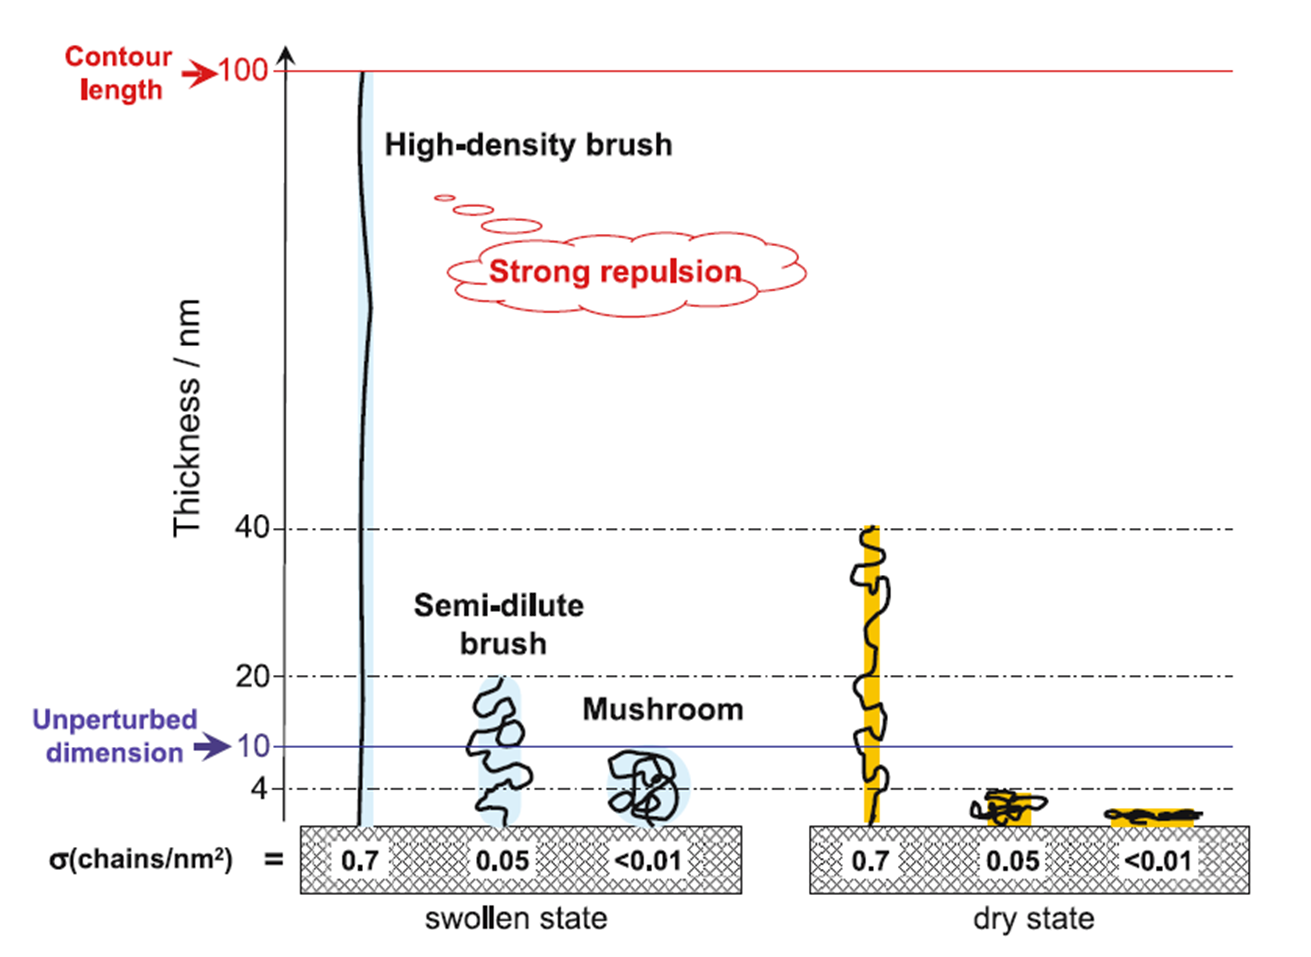 Contour
length
100
High-density brush
Strong repulsion
Thickness / nm
40
Semi-dilute
brush
20
Mushroom
Unperturbed
dimension
10
4
σ(chains/nm²) = 0.7 0.05 <0.01 0.7 0.05 <0.01
swollen state dry state